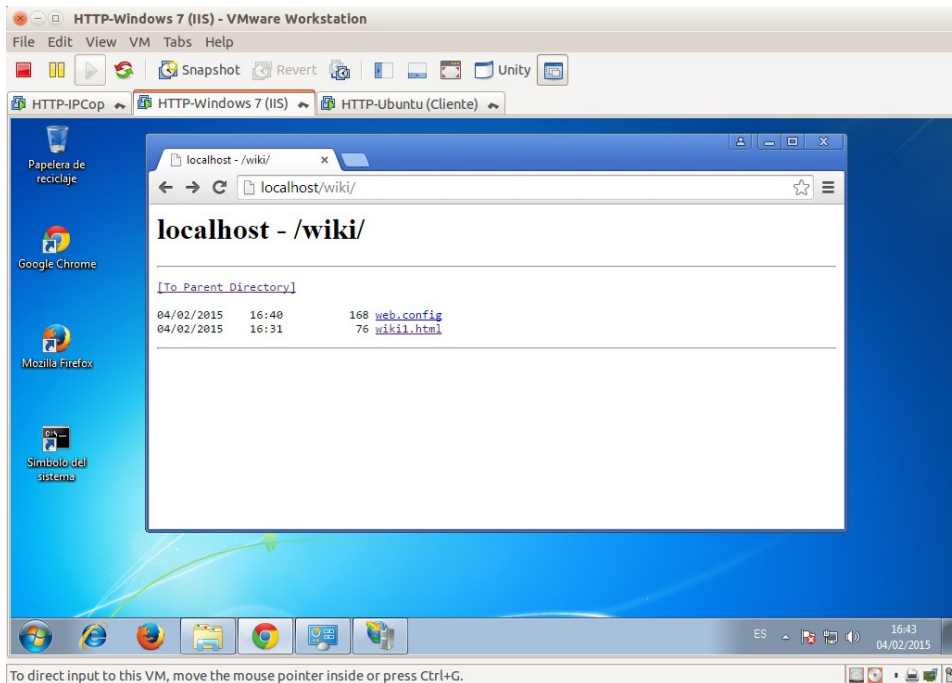 HTTP-Windows 7 (IIS) - VMware Workstation
File Edit View VM Tabs Help
Snapshot Revert Unity
HTTP-IPCop HTTP-Windows 7 (IIS) HTTP-Ubuntu (Cliente)
Papelera de
reciclaje
Google Chrome
Mozilla Firefox
Símbolo del
sistema
localhost - /wiki/
localhost/wiki/
localhost - /wiki/
[To Parent Directory]
04/02/2015 16:40 168 web.config
04/02/2015 16:31 76 wiki1.html
ES 16:43
04/02/2015
To direct input to this VM, move the mouse pointer inside or press Ctrl+G.